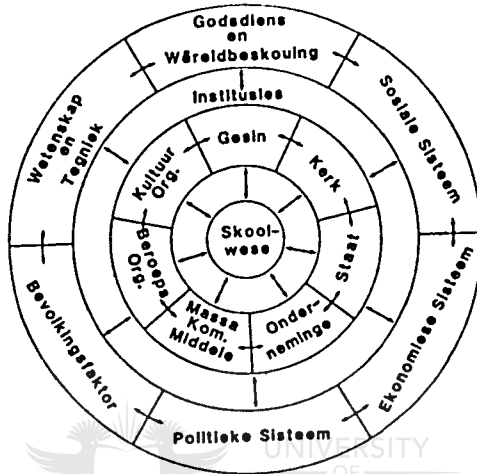 Godsdiens
en
Wêreldbeskouing
Sosiale Sisteem
Ekonomiese Sisteem
Politieke Sisteem
Bevolkingsfaktor
Wetenskap
en
Tegniek
Institusies
Gesin
Kerk
Staat
Onder-
neminge
Massa
Kom.
Middele
Beroeps
Org.
Kultuur
Org.
Skool-
wese
UNIVERSITY
OF